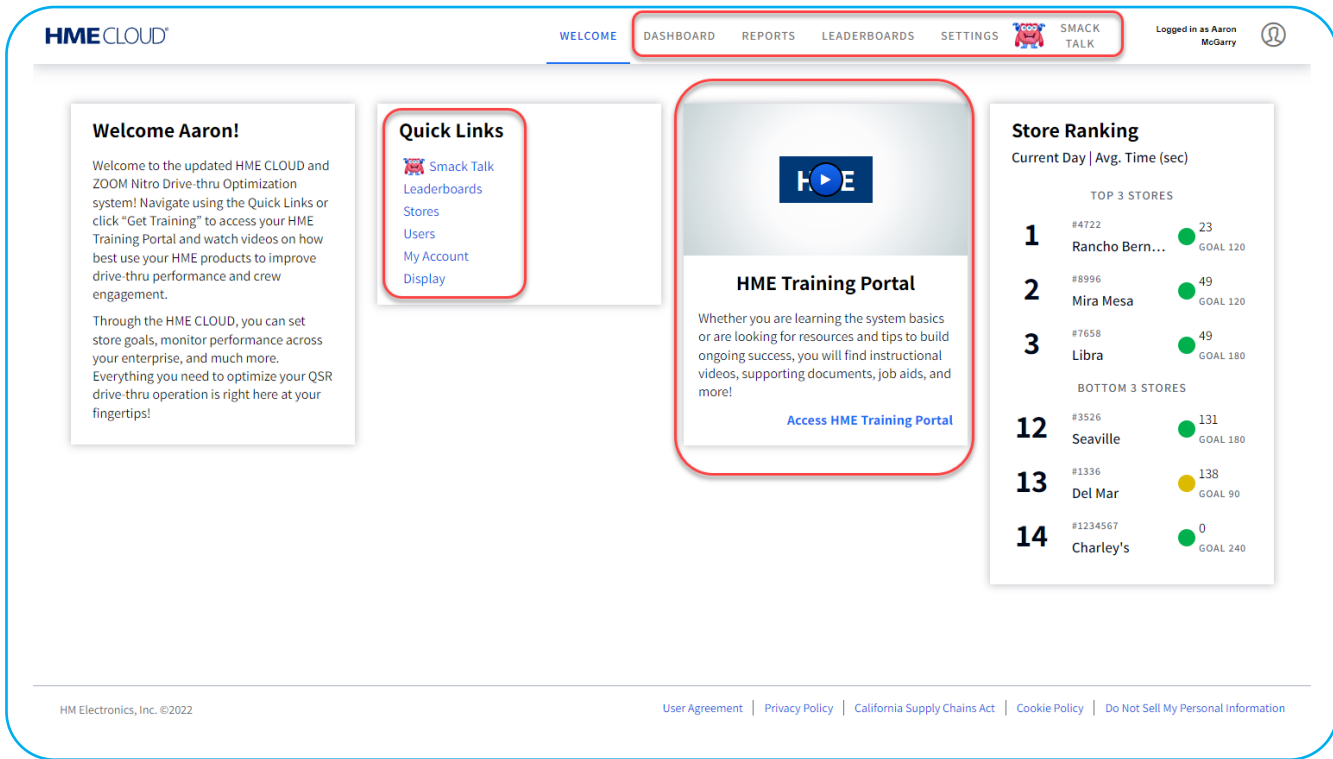 HME CLOUD®
WELCOME
DASHBOARD
REPORTS
LEADERBOARDS
SETTINGS
SMACK
TALK
Logged in as Aaron
McGarry
Welcome Aaron!
Welcome to the updated HME CLOUD and
ZOOM Nitro Drive-thru Optimization
system! Navigate using the Quick Links or
click “Get Training” to access your HME
Training Portal and watch videos on how
best use your HME products to improve
drive-thru performance and crew
engagement.
Through the HME CLOUD, you can set
store goals, monitor performance across
your enterprise, and much more.
Everything you need to optimize your QSR
drive-thru operation is right here at your
fingertips!
Quick Links
Smack Talk
Leaderboards
Stores
Users
My Account
Display
HME Training Portal
Whether you are learning the system basics
or are looking for resources and tips to build
ongoing success, you will find instructional
videos, supporting documents, job aids, and
more!
Access HME Training Portal
Store Ranking
Current Day | Avg. Time (sec)
TOP 3 STORES
1
#4722
Rancho Bern...
23
GOAL 120
2
#8996
Mira Mesa
49
GOAL 120
3
#7658
Libra
49
GOAL 180
BOTTOM 3 STORES
12
#3526
Seaville
131
GOAL 180
13
#1336
Del Mar
138
GOAL 90
14
#1234567
Charley's
0
GOAL 240
HM Electronics, Inc. ©2022
User Agreement | Privacy Policy | California Supply Chains Act | Cookie Policy | Do Not Sell My Personal Information